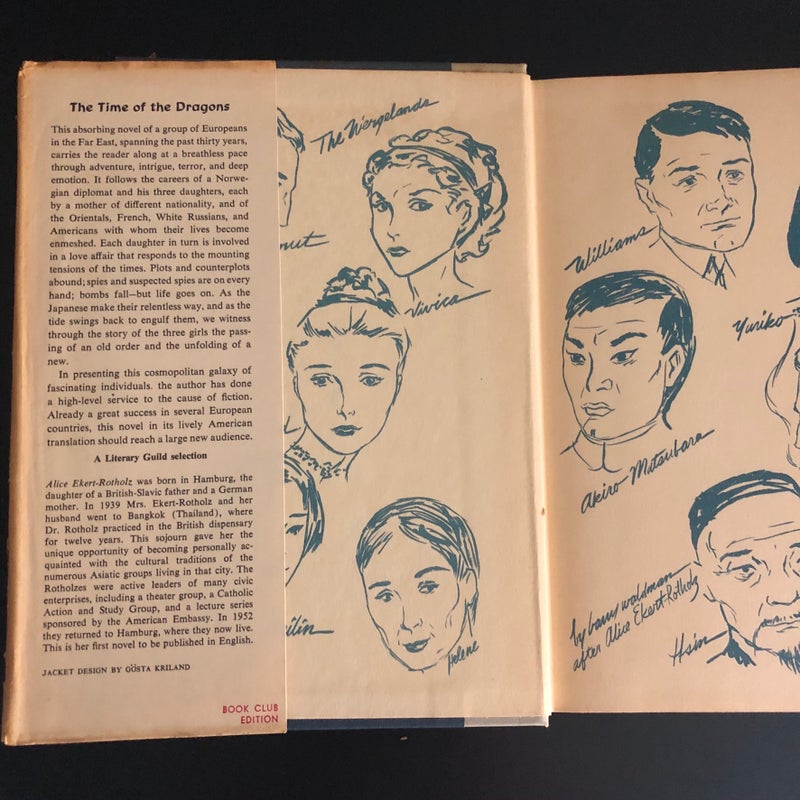 The Time of the Dragons
This absorbing novel of a group of Europeans
in the Far East, spanning the past thirty years,
carries the reader along at a breathless pace
through adventure, intrigue, terror, and deep
emotion. It follows the careers of a Norwe-
gian diplomat and his three daughters, each
by a mother of different nationality, and of
the Orientals, French, White Russians, and
Americans with whom their lives become
enmeshed. Each daughter in turn is involved
in a love affair that responds to the mounting
tensions of the times. Plots and counterplots
abound; spies and suspected spies are on every
hand; bombs fall—but life goes on. As the
Japanese make their relentless way, and as the
tide swings back to engulf them, we witness
through the story of the three girls the pass-
ing of an old order and the unfolding of a
new.
In presenting this cosmopolitan galaxy of
fascinating individuals. the author has done
a high-level service to the cause of fiction.
Already a great success in several European
countries, this novel in its lively American
translation should reach a large new audience.
A Literary Guild selection
Alice Ekert-Rotholz was born in Hamburg, the
daughter of a British-Slavic father and a German
mother. In 1939 Mrs. Ekert-Rotholz and her
husband went to Bangkok (Thailand), where
Dr. Rotholz practiced in the British dispensary
for twelve years. This sojourn gave her the
unique opportunity of becoming personally ac-
quainted with the cultural traditions of the
numerous Asiatic groups living in that city. The
Rotholzes were active leaders of many civic
enterprises, including a theater group, a Catholic
Action and Study Group, and a lecture series
sponsored by the American Embassy. In 1952
they returned to Hamburg, where they now live.
This is her first novel to be published in English.
JACKET DESIGN BY GÖSTA KRILAND
BOOK CLUB
EDITION
The Wergelands
nut
Vivica
ilin
Helene
Williams
Yuriko
Akiro Matsubara
by barry waldman
after Alice Ekert-Rotholz
Hsin